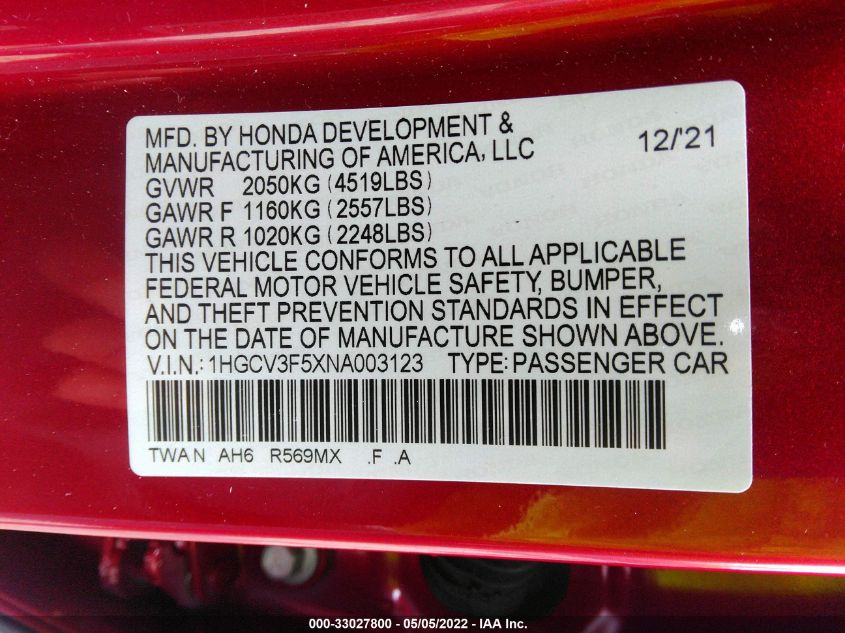 MFD. BY HONDA DEVELOPMENT &
MANUFACTURING OF AMERICA, LLC 12/'21
GVWR 2050KG (4519LBS)
GAWR F 1160KG (2557LBS)
GAWR R 1020KG (2248LBS)
THIS VEHICLE CONFORMS TO ALL APPLICABLE
FEDERAL MOTOR VEHICLE SAFETY, BUMPER,
AND THEFT PREVENTION STANDARDS IN EFFECT
ON THE DATE OF MANUFACTURE SHOWN ABOVE.
V.I.N.: 1HGCV3F5XNA003123 TYPE: PASSENGER CAR
TWA N AH6 R569MX .F .A
000-33027800 - 05/05/2022 - IAA Inc.